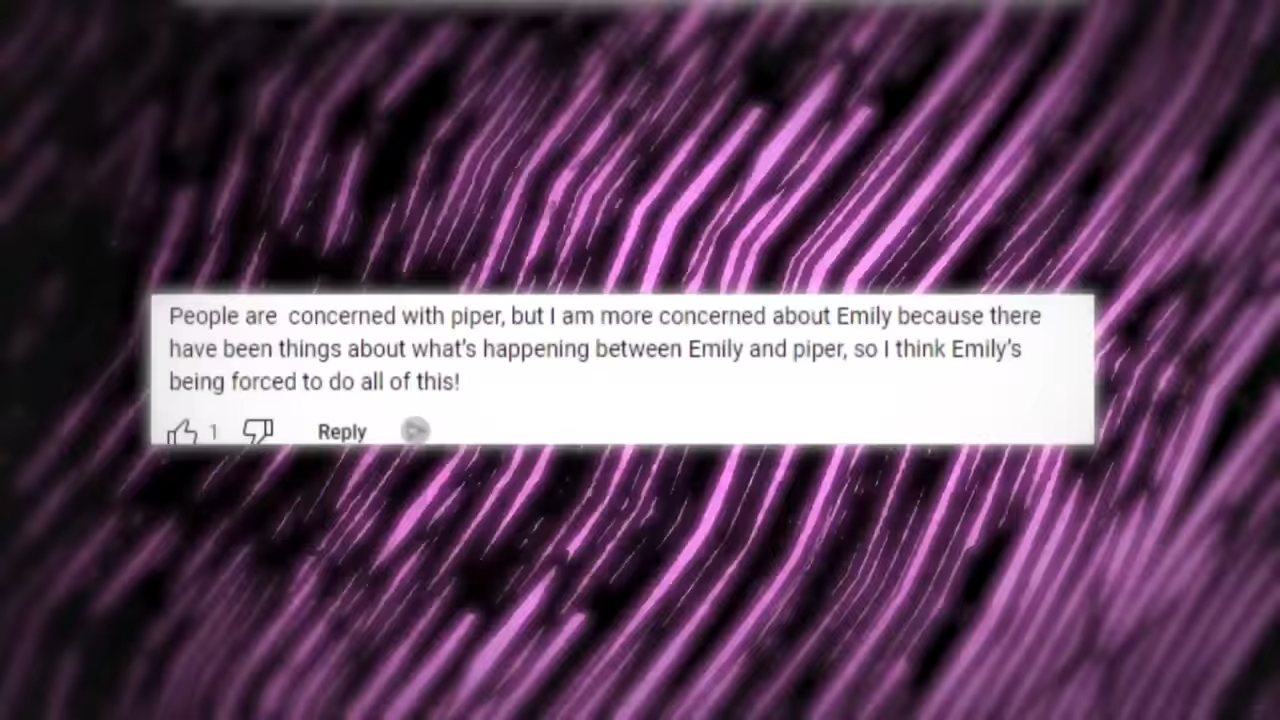 People are  concerned with piper, but I am more concerned about Emily because there
have been things about what's happening between Emily and piper, so I think Emily's
being forced to do all of this!
1 Reply